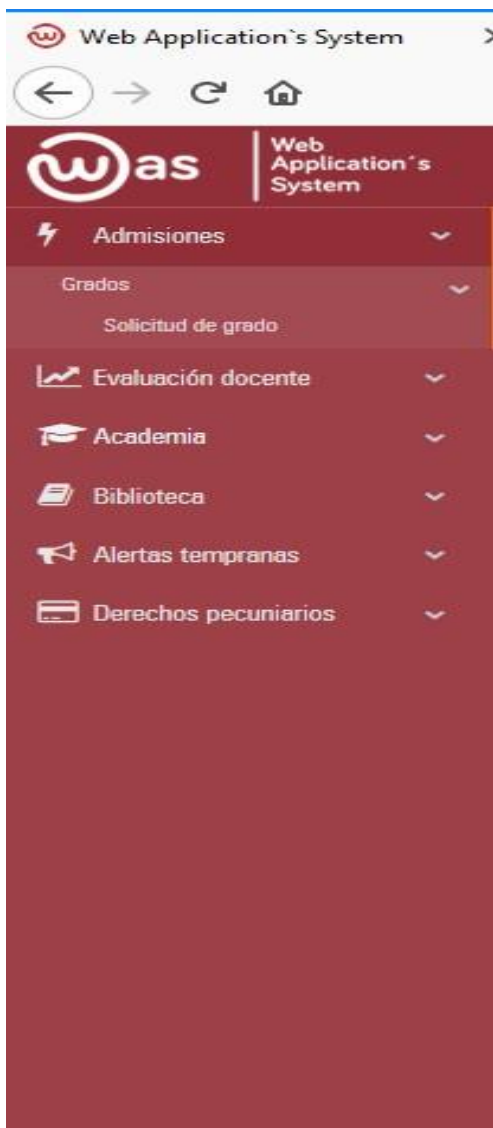 Web Application`s System
was
Web
Application´s
System
Admisiones
Grados
Solicitud de grado
Evaluación docente
Academia
Biblioteca
Alertas tempranas
Derechos pecuniarios